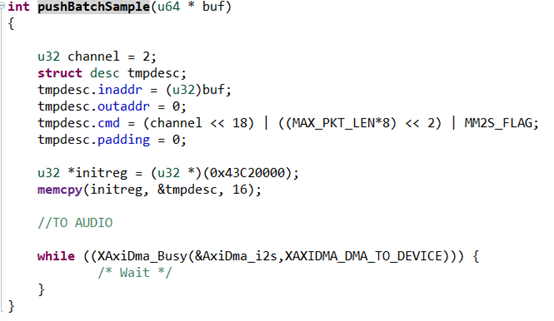 int pushBatchSample(u64 * buf)
{
u32 channel = 2;
struct desc tmpdesc;
tmpdesc.inaddr = (u32)buf;
tmpdesc.outaddr = 0;
tmpdesc.cmd = (channel << 18) | ((MAX_PKT_LEN*8) << 2) | MM2S_FLAG;
tmpdesc.padding = 0;
u32 *initreg = (u32 *)(0x43C20000);
memcpy(initreg, &tmpdesc, 16);
//TO AUDIO
while ((XAxiDma_Busy(&AxiDma_i2s,XAXIDMA_DMA_TO_DEVICE))) {
/* Wait */
}
}